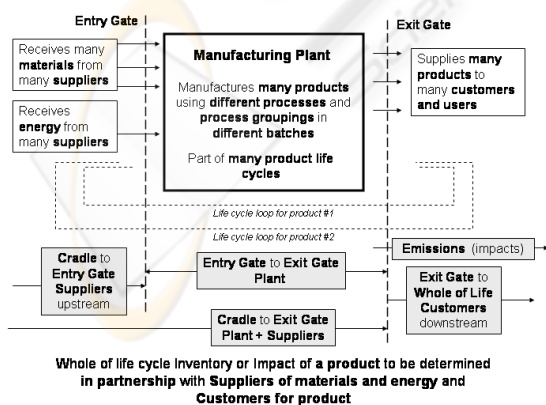 Entry Gate
Exit Gate
Receives many
materials from
many suppliers
Receives
energy from
many suppliers
Manufacturing Plant
Manufactures many products
using different processes and
process groupings in
different batches
Part of many product life
cycles
Supplies many
products to
many customers
and users
Life cycle loop for product #1
Life cycle loop for product #2
Emissions (impacts)
Cradle to
Entry Gate
Suppliers
upstream
Entry Gate to Exit Gate
Plant
Exit Gate to
Whole of Life
Customers
downstream
Cradle to Exit Gate
Plant + Suppliers
Whole of life cycle Inventory or Impact of a product to be determined
in partnership with Suppliers of materials and energy and
Customers for product